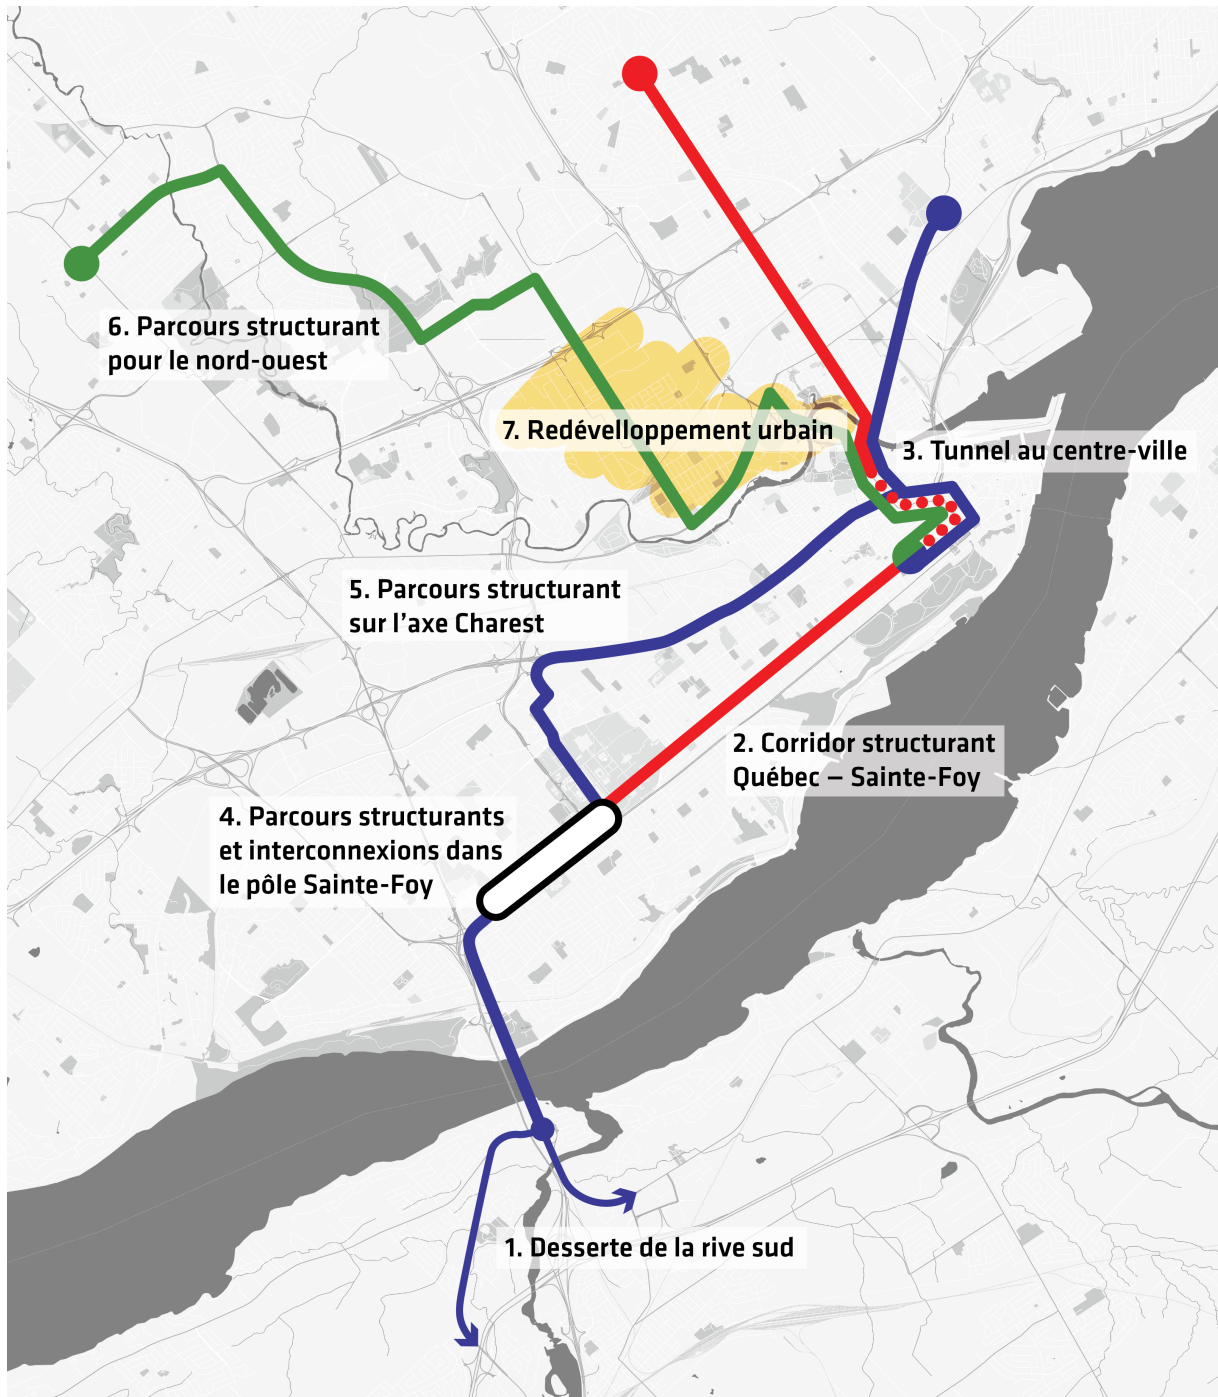 6. Parcours structurant
pour le nord-ouest
7. Redévelloppement urbain
3. Tunnel au centre-ville
5. Parcours structurant
sur l'axe Charest
2. Corridor structurant
Québec – Sainte-Foy
4. Parcours structurants
et interconnexions dans
le pôle Sainte-Foy
1. Desserte de la rive sud